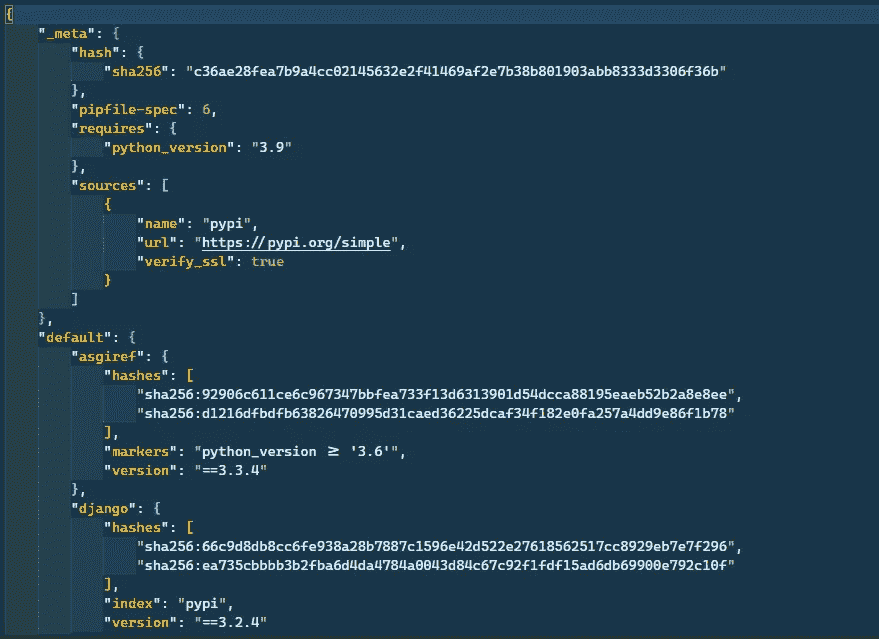 {
"_meta": {
"hash": {
"sha256": "c36ae28fea7b9a4cc02145632e2f41469af2e7b38b801903abb8333d3306f36b"
},
"pipfile-spec": 6,
"requires": {
"python_version": "3.9"
},
"sources": [
{
"name": "pypi",
"url": "https://pypi.org/simple",
"verify_ssl": true
}
]
},
"default": {
"asgiref": {
"hashes": [
"sha256:92906c611ce6c967347bbfea733f13d6313901d54dcca88195eaeb52b2a8e8ee",
"sha256:d1216dfbdfb63826470995d31caed36225dcaf34f182e0fa257a4dd9e86f1b78"
],
"markers": "python_version ≥ '3.6'",
"version": "==3.3.4"
},
"django": {
"hashes": [
"sha256:66c9d8db8cc6fe938a28b7887c1596e42d522e27618562517cc8929eb7e7f296",
"sha256:ea735cbbbb3b2fba6d4da4784a0043d84c67c92f1fdf15ad6db69900e792c10f"
],
"index": "pypi",
"version": "==3.2.4"